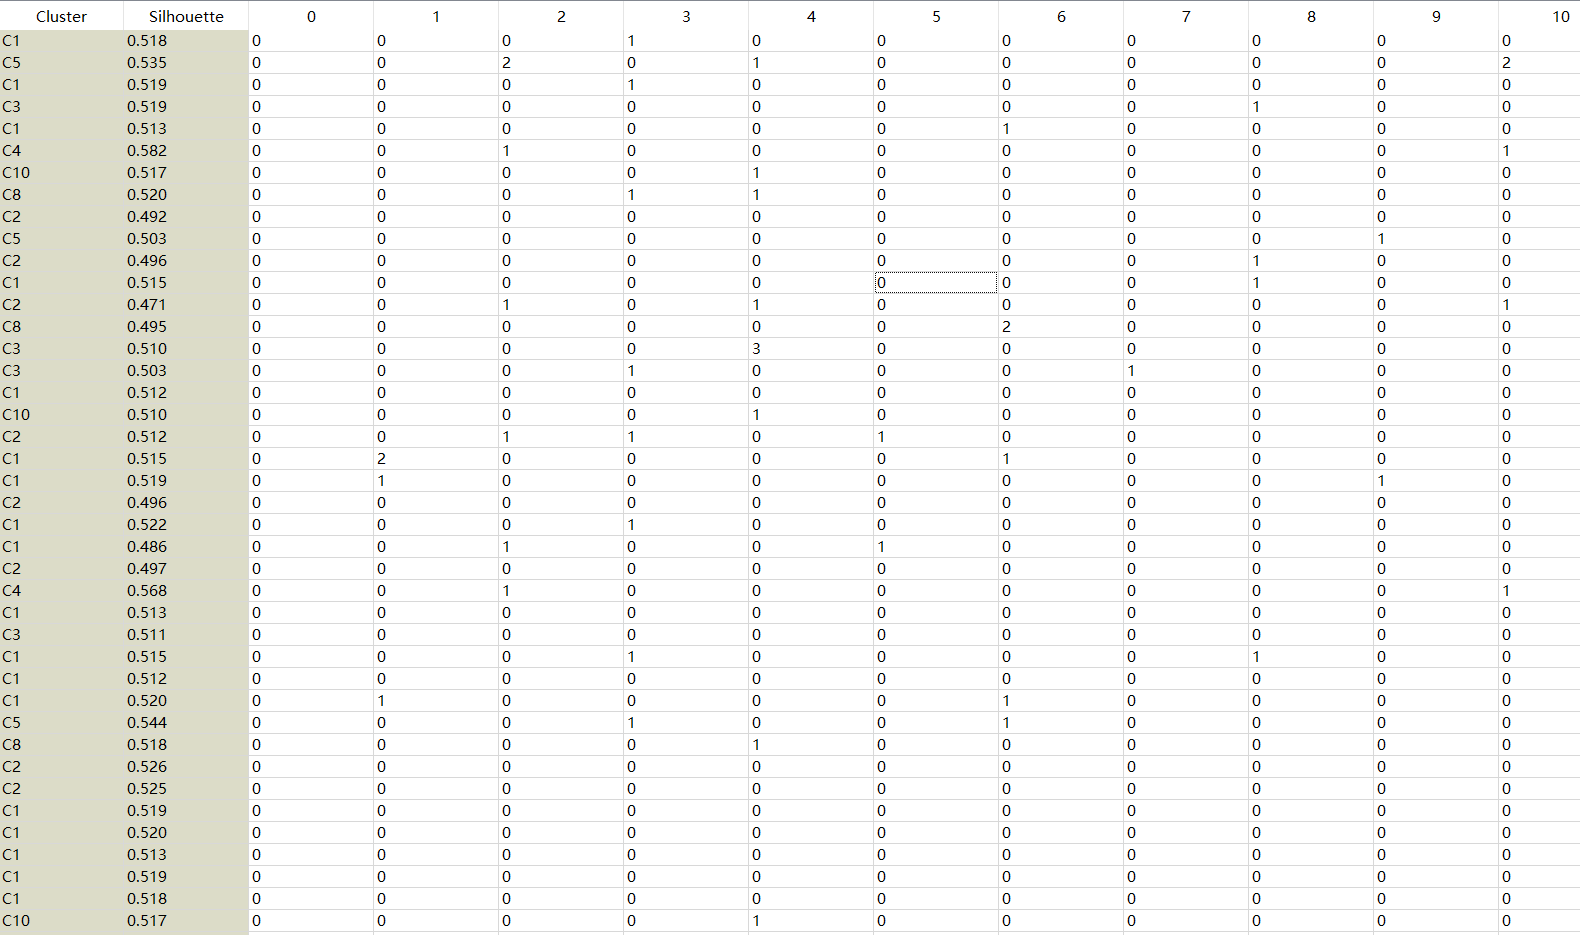 Cluster Silhouette 0 1 2 3 4 5 6 7 8 9 10
C1 0.518 0 0 0 1 0 0 0 0 0 0 0
C5 0.535 0 0 2 0 1 0 0 0 0 0 2
C1 0.519 0 0 0 1 0 0 0 0 0 0 0
C3 0.519 0 0 0 0 0 0 0 0 1 0 0
C1 0.513 0 0 0 0 0 0 1 0 0 0 0
C4 0.582 0 0 1 0 0 0 0 0 0 0 1
C10 0.517 0 0 0 0 1 0 0 0 0 0 0
C8 0.520 0 0 0 1 1 0 0 0 0 0 0
C2 0.492 0 0 0 0 0 0 0 0 0 0 0
C5 0.503 0 0 0 0 0 0 0 0 0 1 0
C2 0.496 0 0 0 0 0 0 0 0 1 0 0
C1 0.515 0 0 0 0 0 0 0 0 1 0 0
C2 0.471 0 0 1 0 1 0 0 0 0 0 1
C8 0.495 0 0 0 0 0 0 2 0 0 0 0
C3 0.510 0 0 0 0 3 0 0 0 0 0 0
C3 0.503 0 0 0 1 0 0 0 1 0 0 0
C1 0.512 0 0 0 0 0 0 0 0 0 0 0
C10 0.510 0 0 0 0 1 0 0 0 0 0 0
C2 0.512 0 0 1 1 0 1 0 0 0 0 0
C1 0.515 0 2 0 0 0 0 1 0 0 0 0
C1 0.519 0 1 0 0 0 0 0 0 0 1 0
C2 0.496 0 0 0 0 0 0 0 0 0 0 0
C1 0.522 0 0 0 1 0 0 0 0 0 0 0
C1 0.486 0 0 1 0 0 1 0 0 0 0 0
C2 0.497 0 0 0 0 0 0 0 0 0 0 0
C4 0.568 0 0 1 0 0 0 0 0 0 0 1
C1 0.513 0 0 0 0 0 0 0 0 0 0 0
C3 0.511 0 0 0 0 0 0 0 0 0 0 0
C1 0.515 0 0 0 1 0 0 0 0 1 0 0
C1 0.512 0 0 0 0 0 0 0 0 0 0 0
C1 0.520 0 1 0 0 0 0 1 0 0 0 0
C5 0.544 0 0 0 1 0 0 1 0 0 0 0
C8 0.518 0 0 0 0 1 0 0 0 0 0 0
C2 0.526 0 0 0 0 0 0 0 0 0 0 0
C2 0.525 0 0 0 0 0 0 0 0 0 0 0
C1 0.519 0 0 0 0 0 0 0 0 0 0 0
C1 0.520 0 0 0 0 0 0 0 0 0 0 0
C1 0.513 0 0 0 0 0 0 0 0 0 0 0
C1 0.519 0 0 0 0 0 0 0 0 0 0 0
C1 0.518 0 0 0 0 0 0 0 0 0 0 0
C10 0.517 0 0 0 0 1 0 0 0 0 0 0